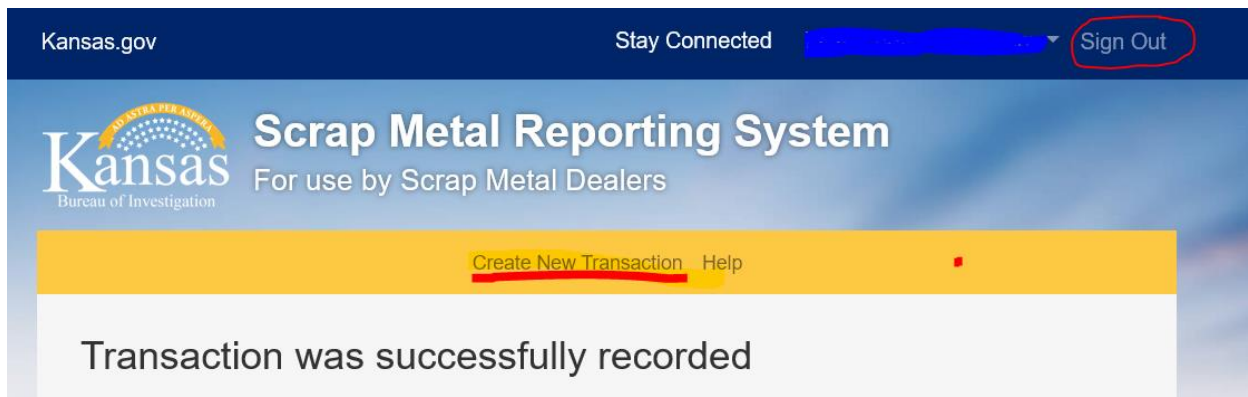 Kansas.gov Stay Connected Sign Out
AD ASTRA PER ASPERA
Kansas
Bureau of Investigation
Scrap Metal Reporting System
For use by Scrap Metal Dealers
Create New Transaction Help
Transaction was successfully recorded